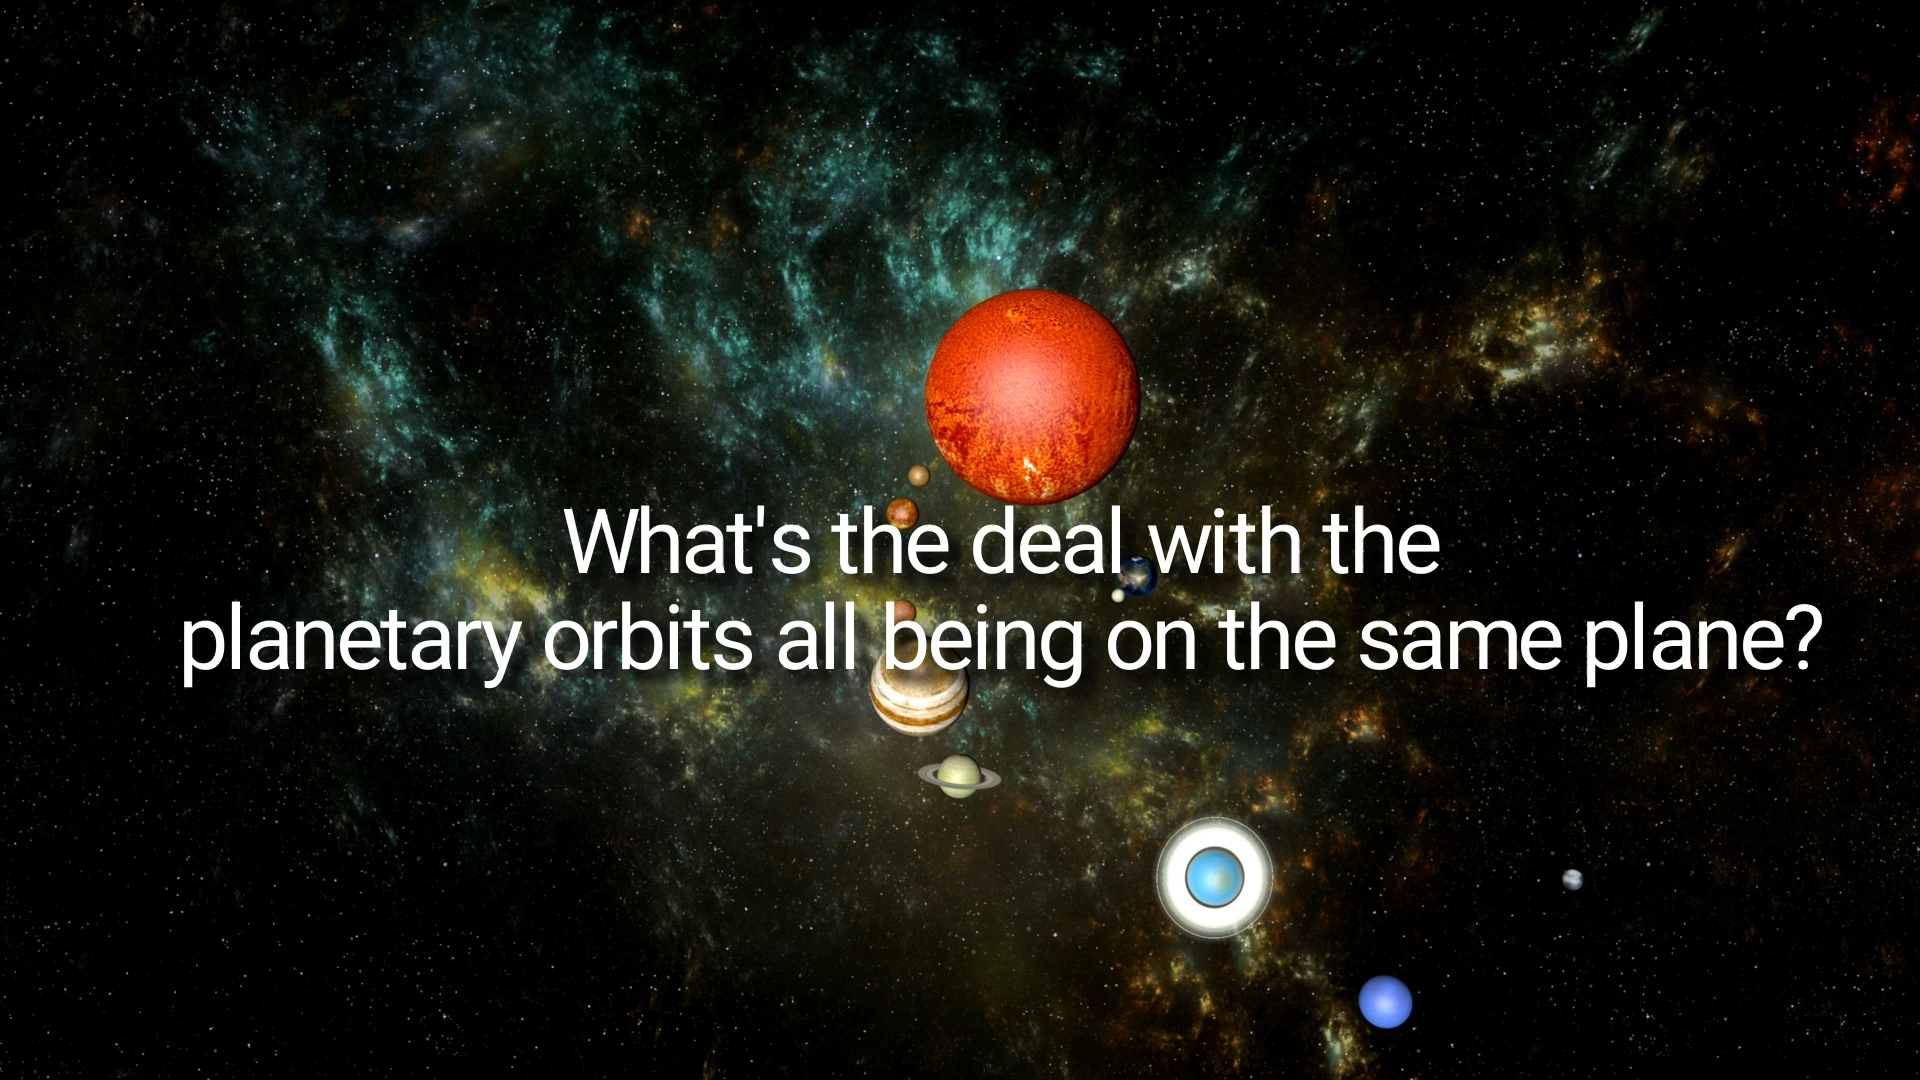 What's the deal with the
planetary orbits all being on the same plane?